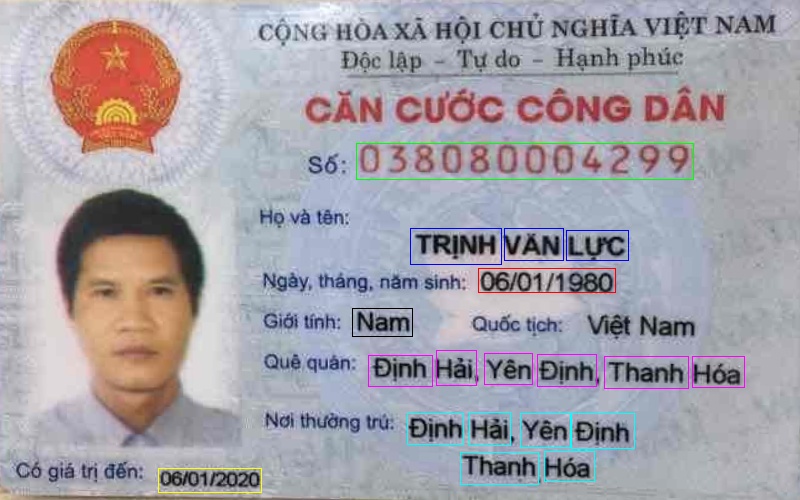 CỘNG HÒA XÃ HỘI CHỦ NGHĨA VIỆT NAM
Độc lập - Tự do - Hạnh phúc
CĂN CƯỚC CÔNG DÂN
Số: 038080004299
Họ và tên:
TRỊNH VĂN LỰC
Ngày, tháng, năm sinh: 06/01/1980
Giới tính: Nam Quốc tịch: Việt Nam
Quê quán: Định Hải, Yên Định, Thanh Hóa
Nơi thường trú: Định Hải, Yên Định
Thanh Hóa
Có giá trị đến: 06/01/2020